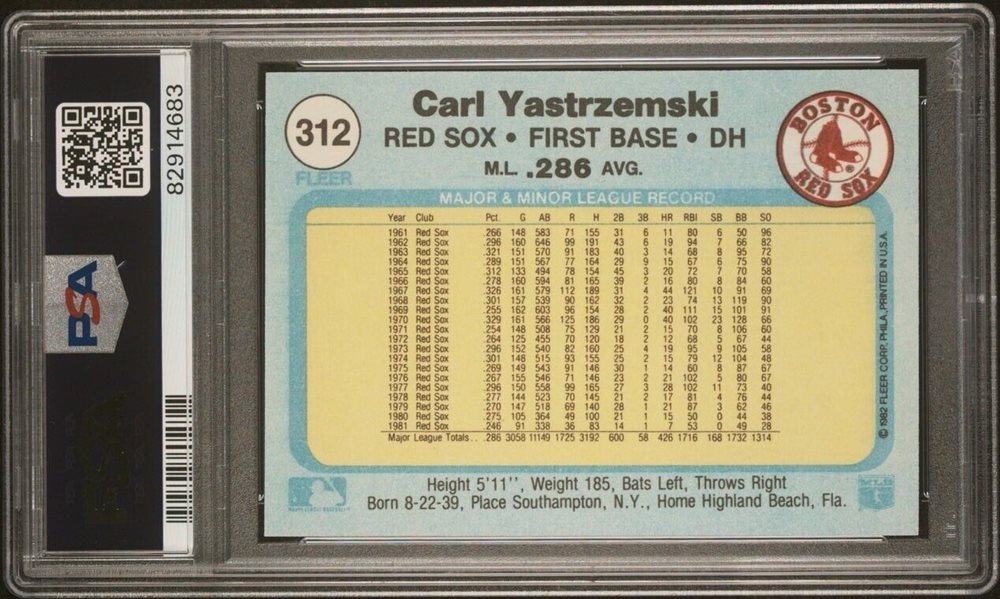 82914683
PSA
312
FLEER
Carl Yastrzemski
RED SOX • FIRST BASE • DH
M.L. .286 AVG.
BOSTON
RED SOX
®
MAJOR & MINOR LEAGUE RECORD
Year Club Pct. G AB R H 2B 3B HR RBI SB BB SO
1961 Red Sox .266 148 583 71 155 31 6 11 80 6 50 96
1962 Red Sox .296 160 646 99 191 43 6 19 94 7 66 82
1963 Red Sox .321 151 570 91 183 40 3 14 68 8 95 72
1964 Red Sox .289 151 567 77 164 29 9 15 67 6 75 90
1965 Red Sox .312 133 494 78 154 45 3 20 72 7 70 58
1966 Red Sox .278 160 594 81 165 39 2 16 80 8 84 60
1967 Red Sox .326 161 579 112 189 31 4 44 121 10 91 69
1968 Red Sox .301 157 539 90 162 32 2 23 74 13 119 90
1969 Red Sox .255 162 603 96 154 28 2 40 111 15 101 91
1970 Red Sox .329 161 566 125 186 29 0 40 102 23 128 66
1971 Red Sox .254 148 508 75 129 21 2 15 70 8 106 60
1972 Red Sox .264 125 455 70 120 18 2 12 68 5 67 44
1973 Red Sox .296 152 540 82 160 25 4 19 95 9 105 58
1974 Red Sox .301 148 515 93 155 25 2 15 79 12 104 48
1975 Red Sox .269 149 543 91 146 30 1 14 60 8 87 67
1976 Red Sox .267 155 546 71 146 23 2 21 102 5 80 67
1977 Red Sox .296 150 558 99 165 27 3 28 102 11 73 40
1978 Red Sox .277 144 523 70 145 21 2 17 81 4 76 44
1979 Red Sox .270 147 518 69 140 28 1 21 87 3 62 46
1980 Red Sox .275 105 364 49 100 21 1 15 50 0 44 38
1981 Red Sox .246 91 338 36 83 14 1 7 53 0 49 28
Major League Totals . . .286 3058 11149 1725 3192 600 58 426 1716 168 1732 1314
© 1982 FLEER CORP. PHILA. PRINTED IN U.S.A.
Height 5'11'', Weight 185, Bats Left, Throws Right
Born 8-22-39, Place Southampton, N.Y., Home Highland Beach, Fla.
MAJOR LEAGUE BASEBALL